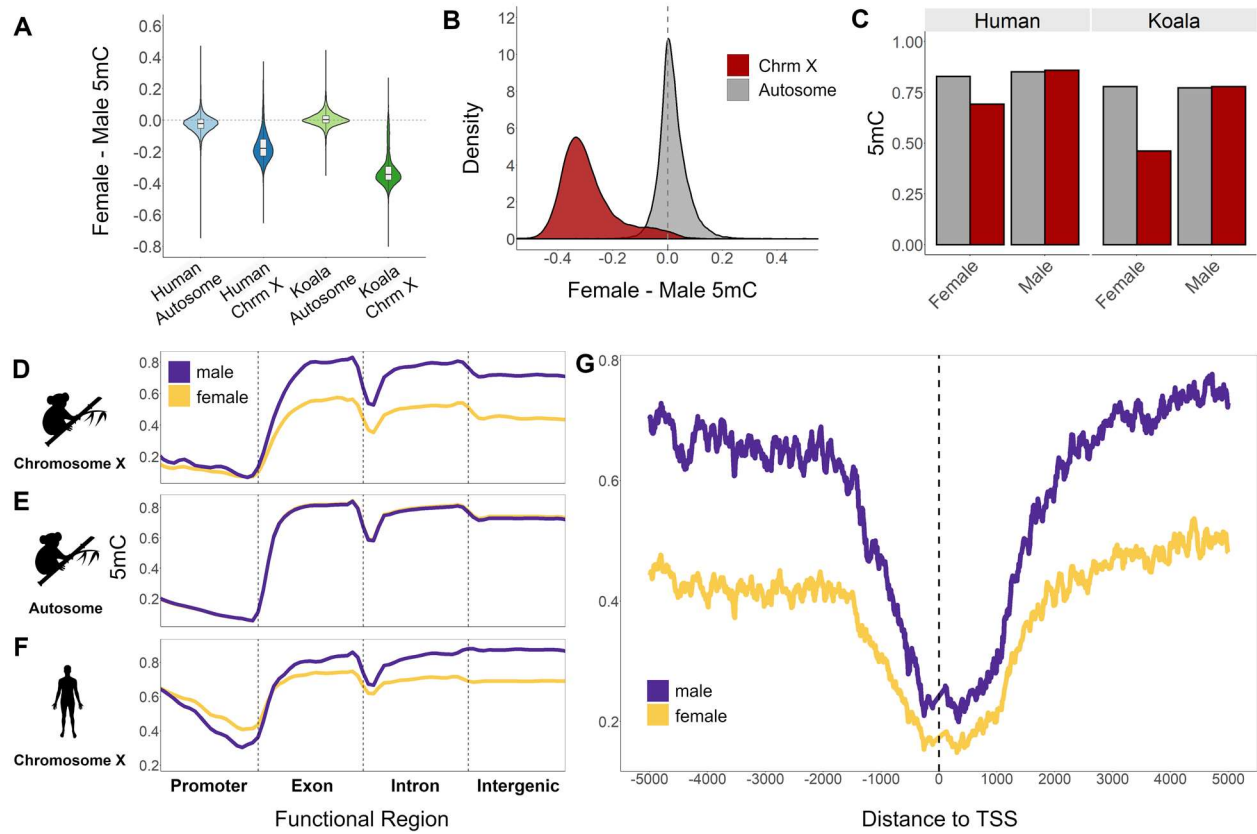 A
Female - Male 5mC
0.6
0.4
0.2
0.0
-0.2
-0.4
-0.6
-0.8
Human
Autosome
Human
Chrm X
Koala
Autosome
Koala
Chrm X
B
Density
12
10
8
6
4
2
0
-0.4
-0.2
0.0
0.2
0.4
Female - Male 5mC
Chrm X
Autosome
C
Human
Koala
5mC
1.00
0.75
0.50
0.25
0.00
Female
Male
Female
Male
D
Chromosome X
0.8
0.6
0.4
0.2
male
female
E
Autosome
5mC
0.8
0.6
0.4
0.2
F
Chromosome X
0.8
0.6
0.4
0.2
Promoter
Exon
Intron
Intergenic
Functional Region
G
0.8
0.6
0.4
0.2
male
female
-5000
-4000
-3000
-2000
-1000
0
1000
2000
3000
4000
5000
Distance to TSS